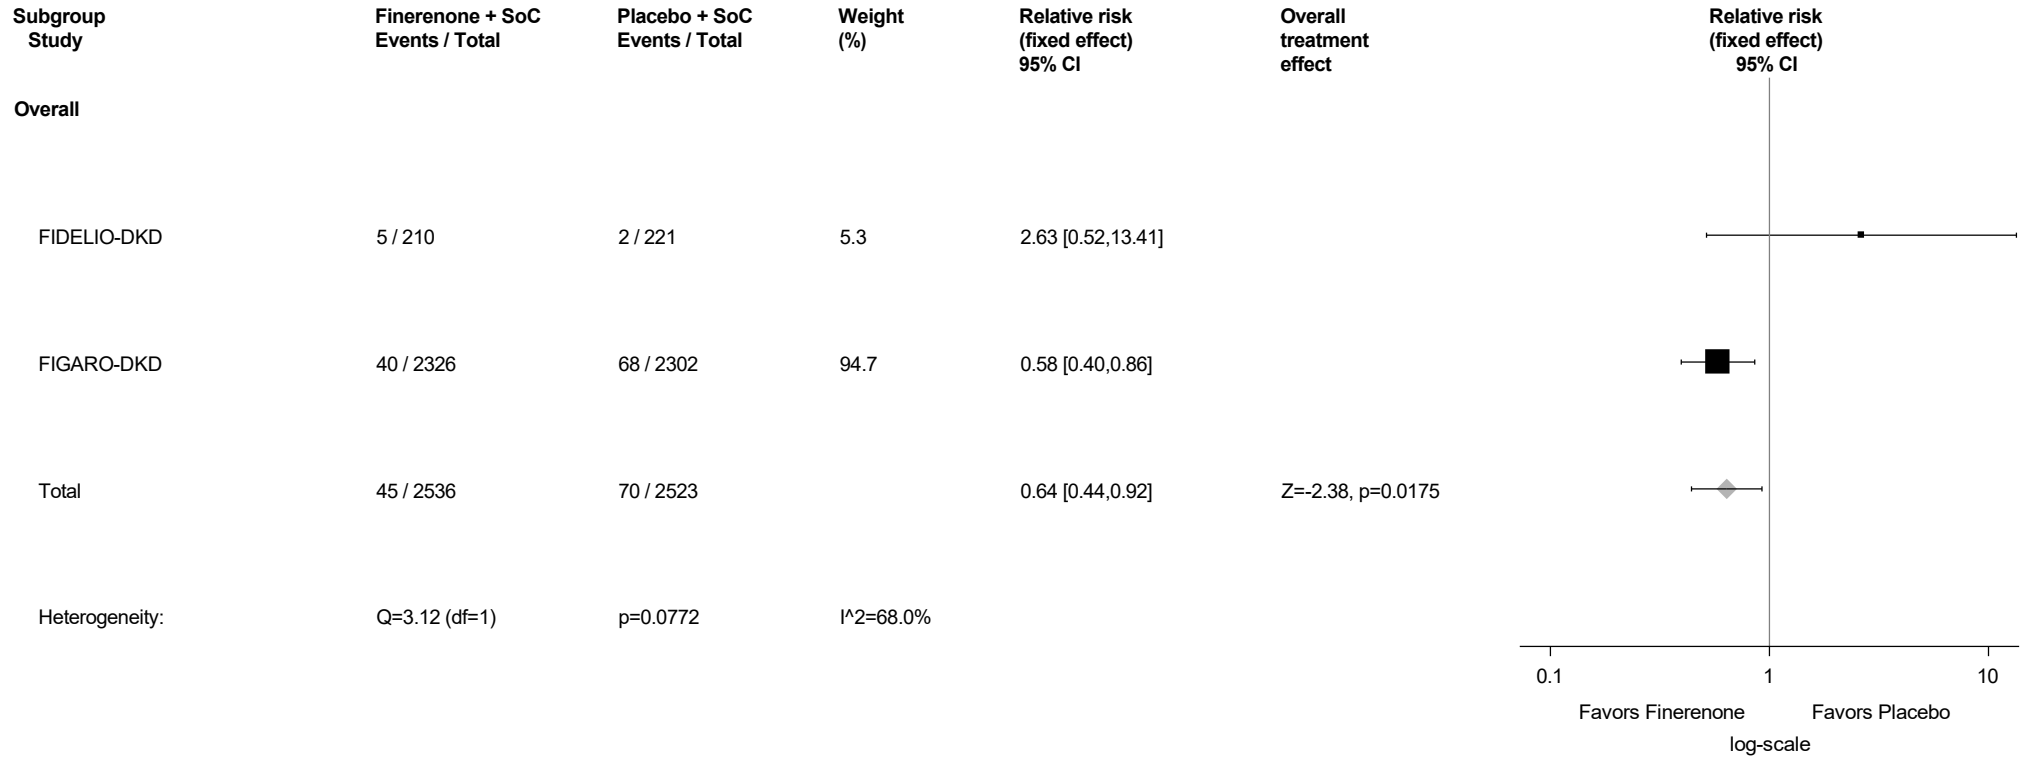 Subgroup Finerenone + SoC Placebo + SoC Weight Relative risk Overall Relative risk
Study Events / Total Events / Total (%) (fixed effect) treatment (fixed effect)
95% CI effect 95% CI
Overall
FIDELIO-DKD 5 / 210 2 / 221 5.3 2.63 [0.52,13.41]
FIGARO-DKD 40 / 2326 68 / 2302 94.7 0.58 [0.40,0.86]
Total 45 / 2536 70 / 2523 0.64 [0.44,0.92] Z=-2.38, p=0.0175
Heterogeneity: Q=3.12 (df=1) p=0.0772 I^2=68.0%
0.1 1 10
Favors Finerenone Favors Placebo
log-scale